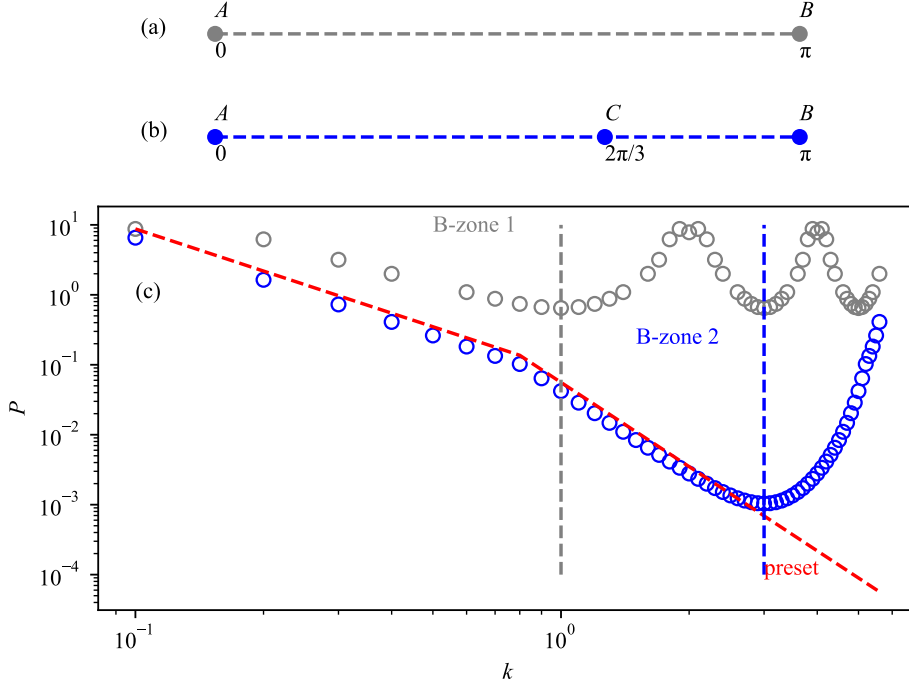 (a) A B
0 π
(b) A C B
0 2π/3 π
10¹ B-zone 1
10⁰ (c)
B-zone 2
10⁻¹
P
10⁻²
10⁻³
10⁻⁴ preset
10⁻¹ 10⁰
k